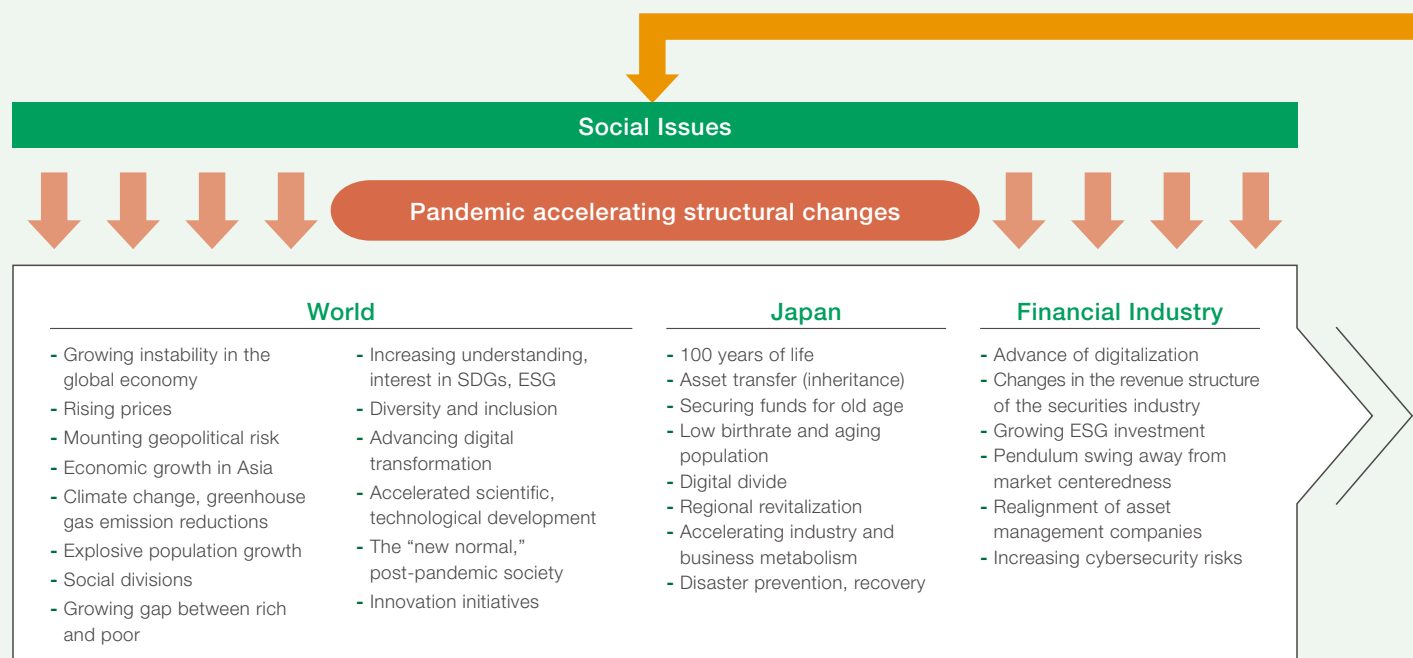 Social Issues
Pandemic accelerating structural changes
World
- Growing instability in the
global economy
- Rising prices
- Mounting geopolitical risk
- Economic growth in Asia
- Climate change, greenhouse
gas emission reductions
- Explosive population growth
- Social divisions
- Growing gap between rich
and poor
- Increasing understanding,
interest in SDGs, ESG
- Diversity and inclusion
- Advancing digital
transformation
- Accelerated scientific,
technological development
- The “new normal,”
post-pandemic society
- Innovation initiatives
Japan
- 100 years of life
- Asset transfer (inheritance)
- Securing funds for old age
- Low birthrate and aging
population
- Digital divide
- Regional revitalization
- Accelerating industry and
business metabolism
- Disaster prevention, recovery
Financial Industry
- Advance of digitalization
- Changes in the revenue structure
of the securities industry
- Growing ESG investment
- Pendulum swing away from
market centeredness
- Realignment of asset
management companies
- Increasing cybersecurity risks